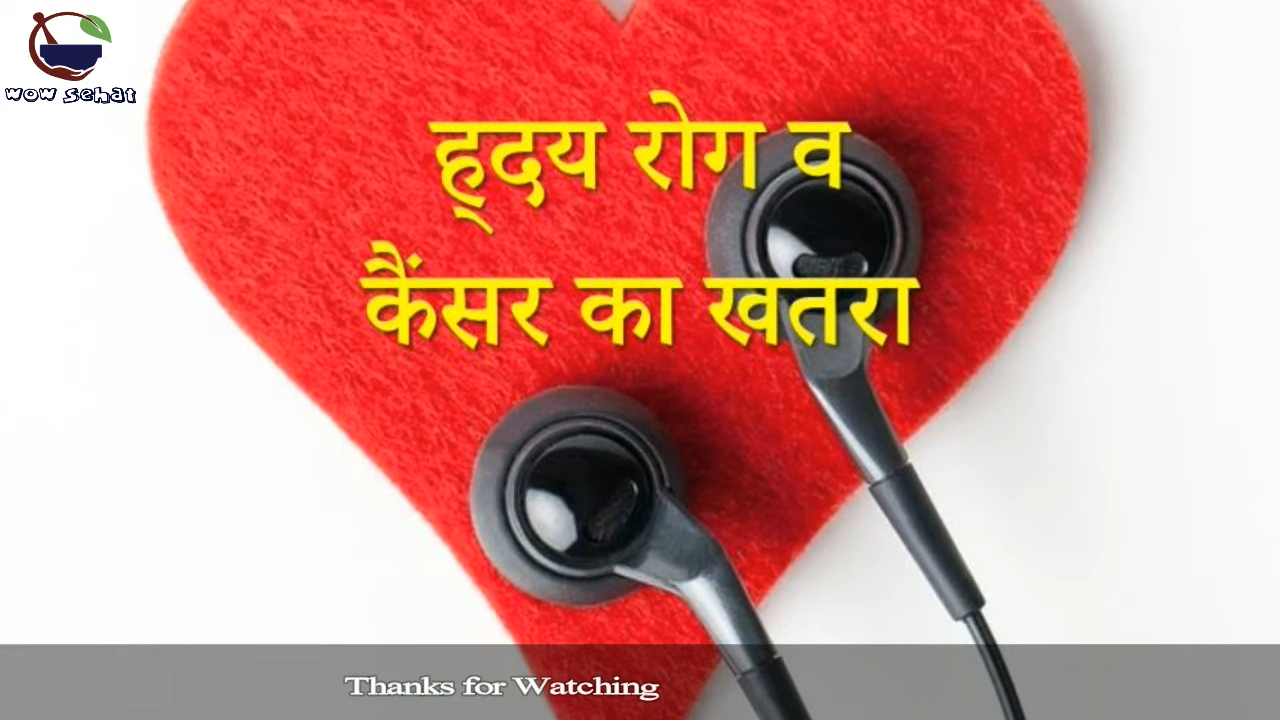 wow sehat
ह्दय रोग व
कैंसर का खतरा
Thanks for Watching